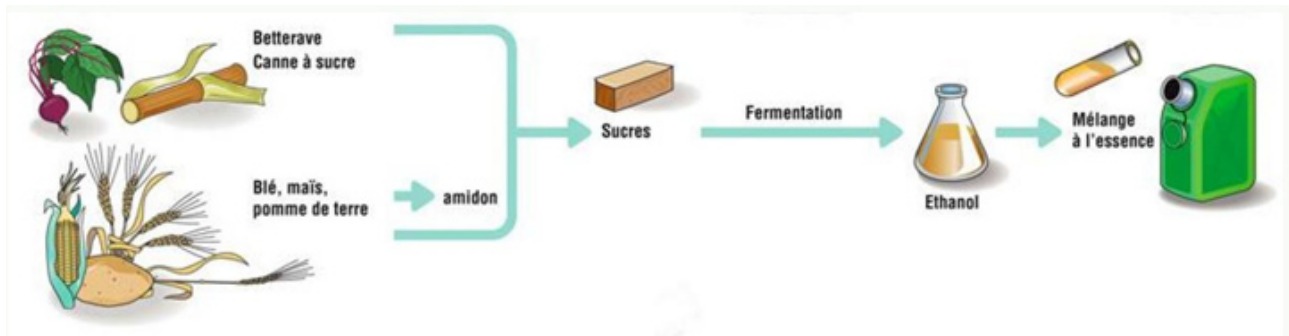 Betterave
Canne à sucre
Blé, maïs,
pomme de terre
amidon
Sucres
Fermentation
Ethanol
Mélange
à l'essence